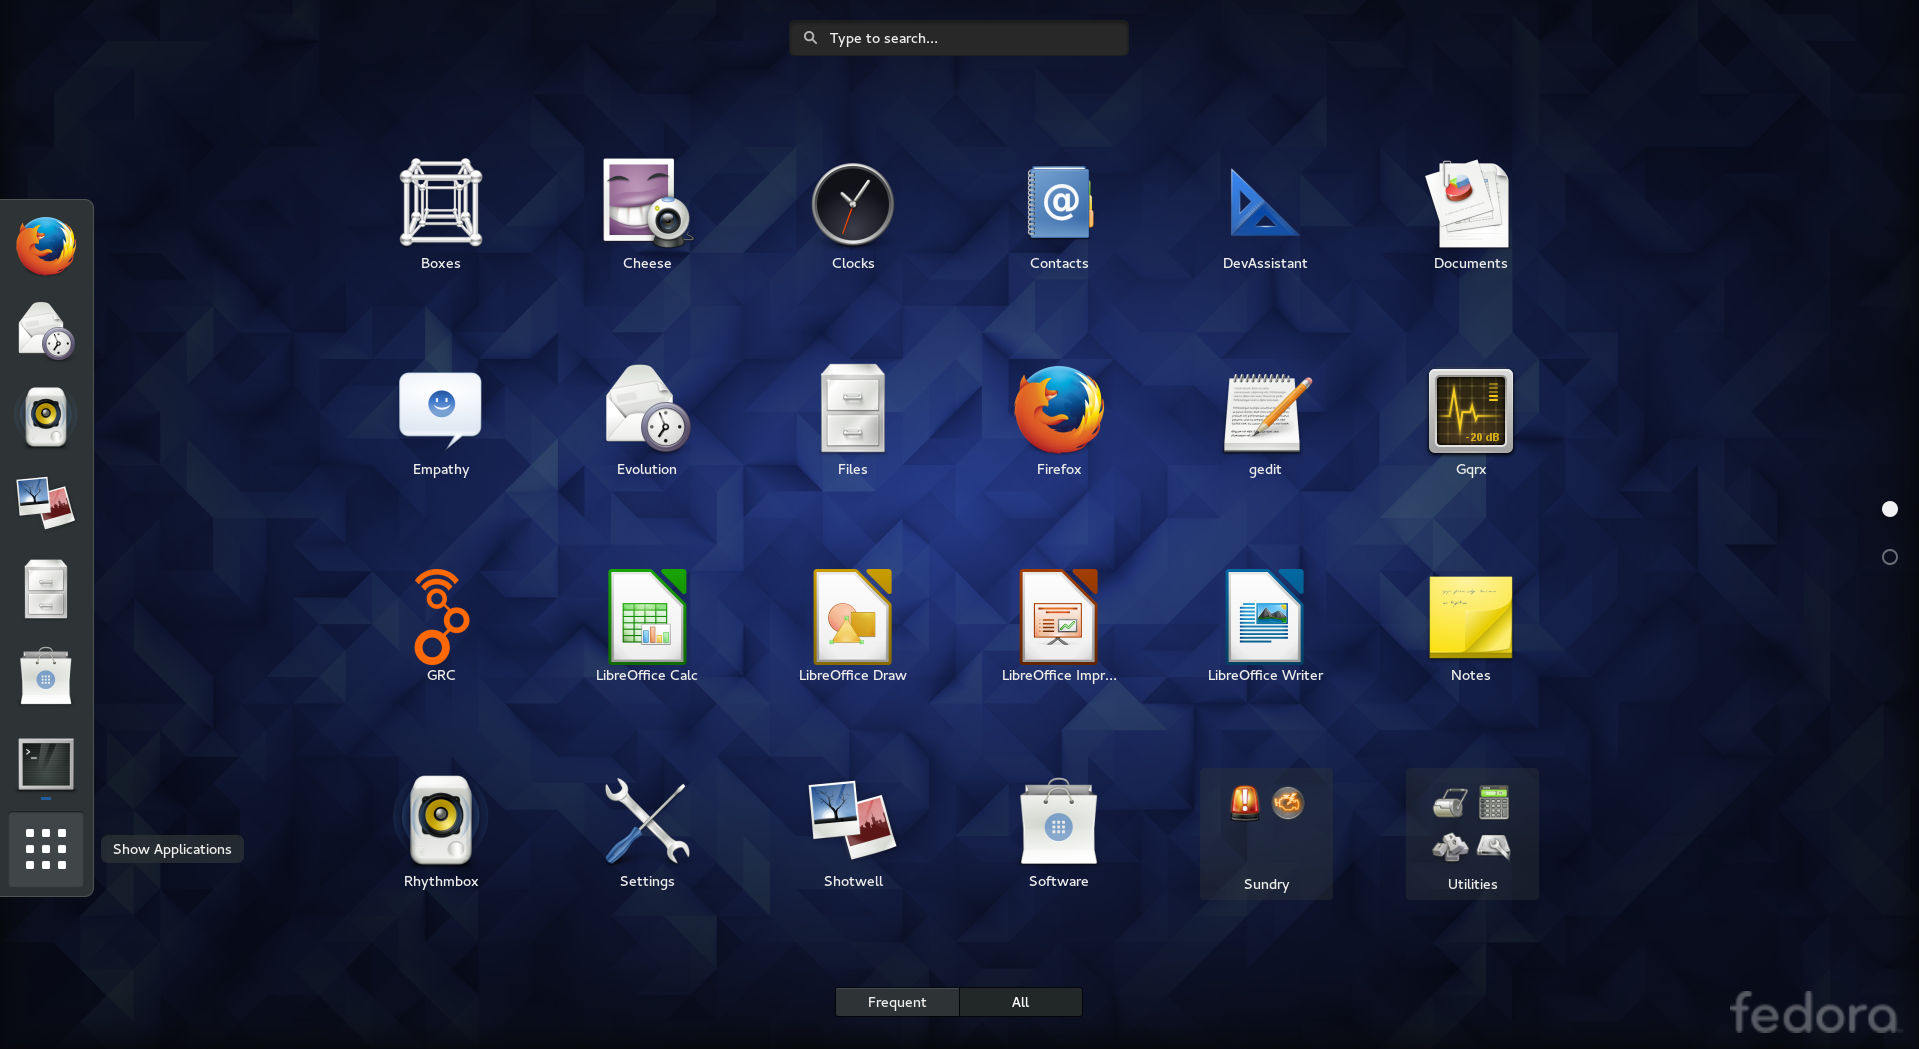 Type to search...
Boxes
Cheese
Clocks
Contacts
DevAssistant
Documents
Empathy
Evolution
Files
Firefox
gedit
-20 dB
Gqrx
GRC
LibreOffice Calc
LibreOffice Draw
LibreOffice Impr...
LibreOffice Writer
Notes
>_
Show Applications
Rhythmbox
Settings
Shotwell
Software
Sundry
Utilities
Frequent
All
fedora